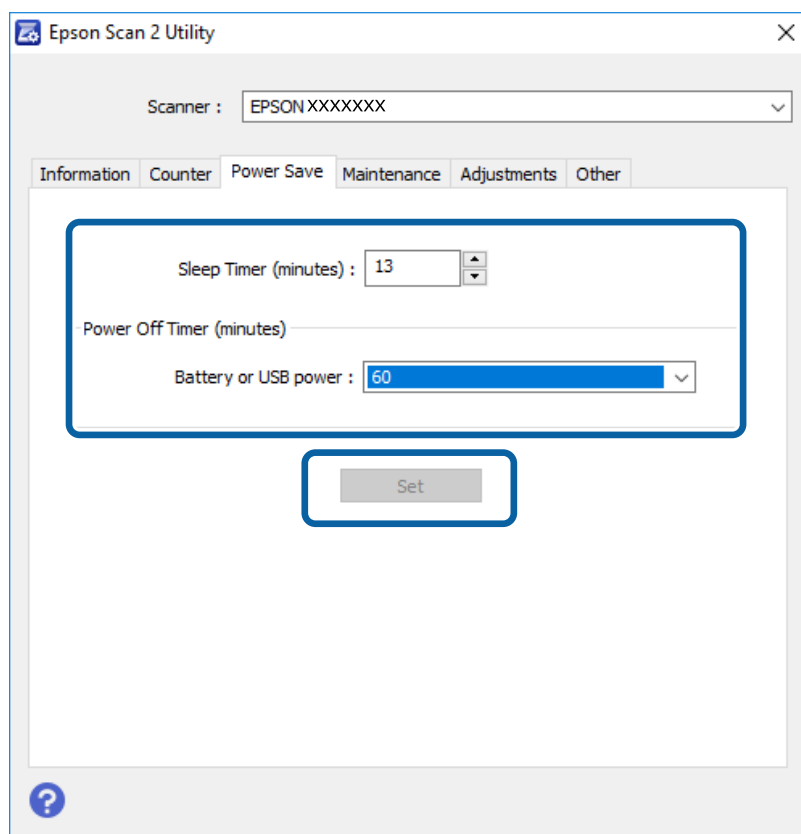 Epson Scan 2 Utility
Scanner : EPSON XXXXXXX
Information Counter Power Save Maintenance Adjustments Other
Sleep Timer (minutes) : 13
Power Off Timer (minutes)
Battery or USB power : 60
Set
?